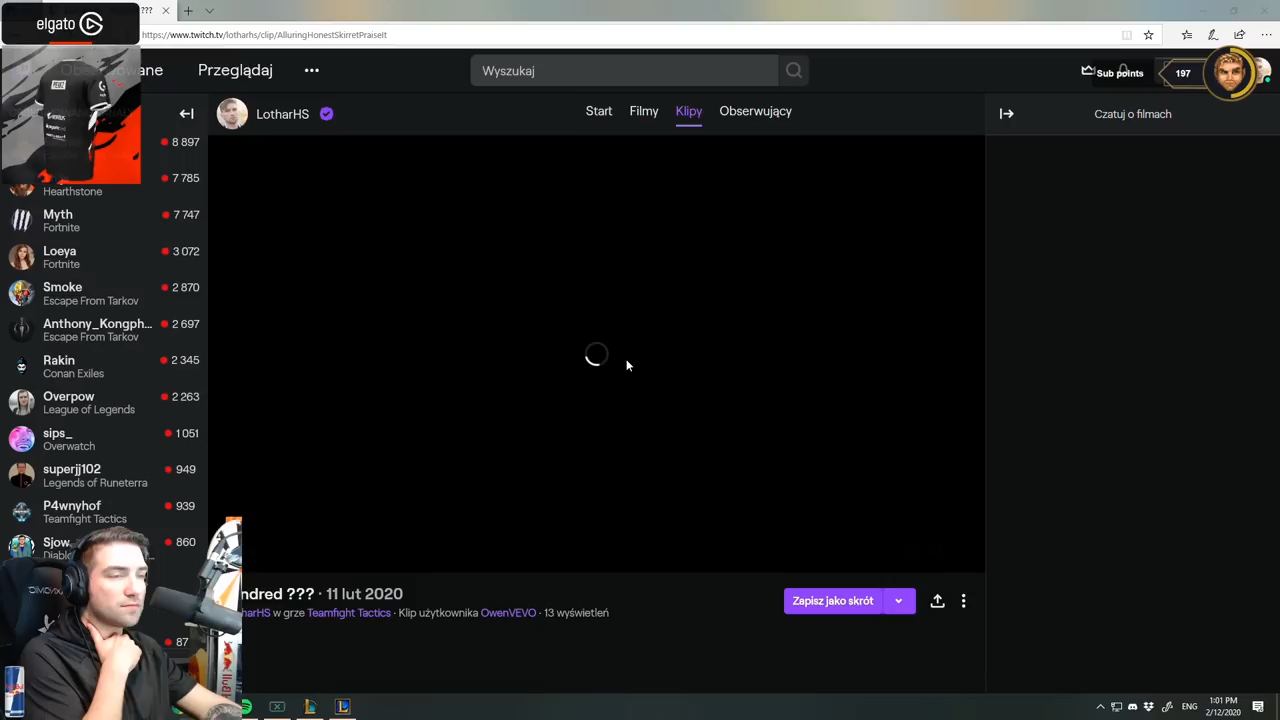 elgato
???
https://www.twitch.tv/lotharhs/clip/AlluringHonestSkirretPraiseIt
Przeglądaj
Wyszukaj
Sub points
197
LotharHS
Start
Filmy
Klipy
Obserwujący
Czatuj o filmach
8 897
7 785
Hearthstone
Myth
7 747
Fortnite
Loeya
3 072
Fortnite
Smoke
2 870
Escape From Tarkov
Anthony_Kongph...
2 697
Escape From Tarkov
Rakin
2 345
Conan Exiles
Overpow
2 263
League of Legends
sips_
1 051
Overwatch
superjj102
949
Legends of Runeterra
P4wnyhof
939
Teamfight Tactics
Sjow
860
87
ndred ??? · 11 lut 2020
arHS w grze Teamfight Tactics · Klip użytkownika OwenVEVO · 13 wyświetleń
Zapisz jako skrót
ENG
1:01 PM
2/12/2020